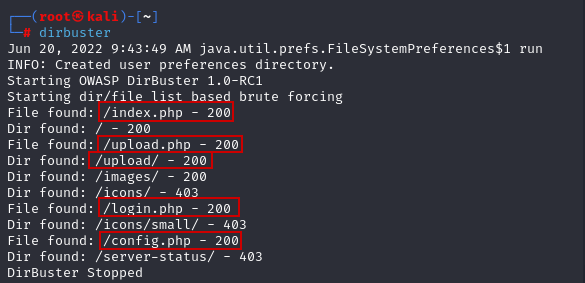 ┌──(root㉿kali)-[~]
└─# dirbuster
Jun 20, 2022 9:43:49 AM java.util.prefs.FileSystemPreferences$1 run
INFO: Created user preferences directory.
Starting OWASP DirBuster 1.0-RC1
Starting dir/file list based brute forcing
File found: /index.php - 200
Dir found: / - 200
File found: /upload.php - 200
Dir found: /upload/ - 200
Dir found: /images/ - 200
Dir found: /icons/ - 403
File found: /login.php - 200
Dir found: /icons/small/ - 403
File found: /config.php - 200
Dir found: /server-status/ - 403
DirBuster Stopped